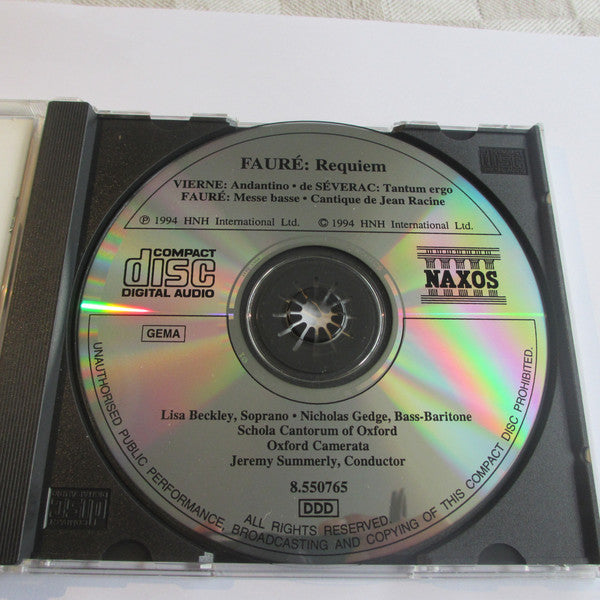 FAURÉ: Requiem
VIERNE: Andantino • de SÉVERAC: Tantum ergo
FAURÉ: Messe basse • Cantique de Jean Racine
℗ 1994 HNH International Ltd. © 1994 HNH International Ltd.
COMPACT
disc
DIGITAL AUDIO
NAXOS
GEMA
Lisa Beckley, Soprano • Nicholas Gedge, Bass-Baritone
Schola Cantorum of Oxford
Oxford Camerata
Jeremy Summerly, Conductor
8.550765
DDD
ALL RIGHTS RESERVED.
UNAUTHORISED PUBLIC PERFORMANCE, BROADCASTING AND COPYING OF THIS COMPACT DISC PROHIBITED.